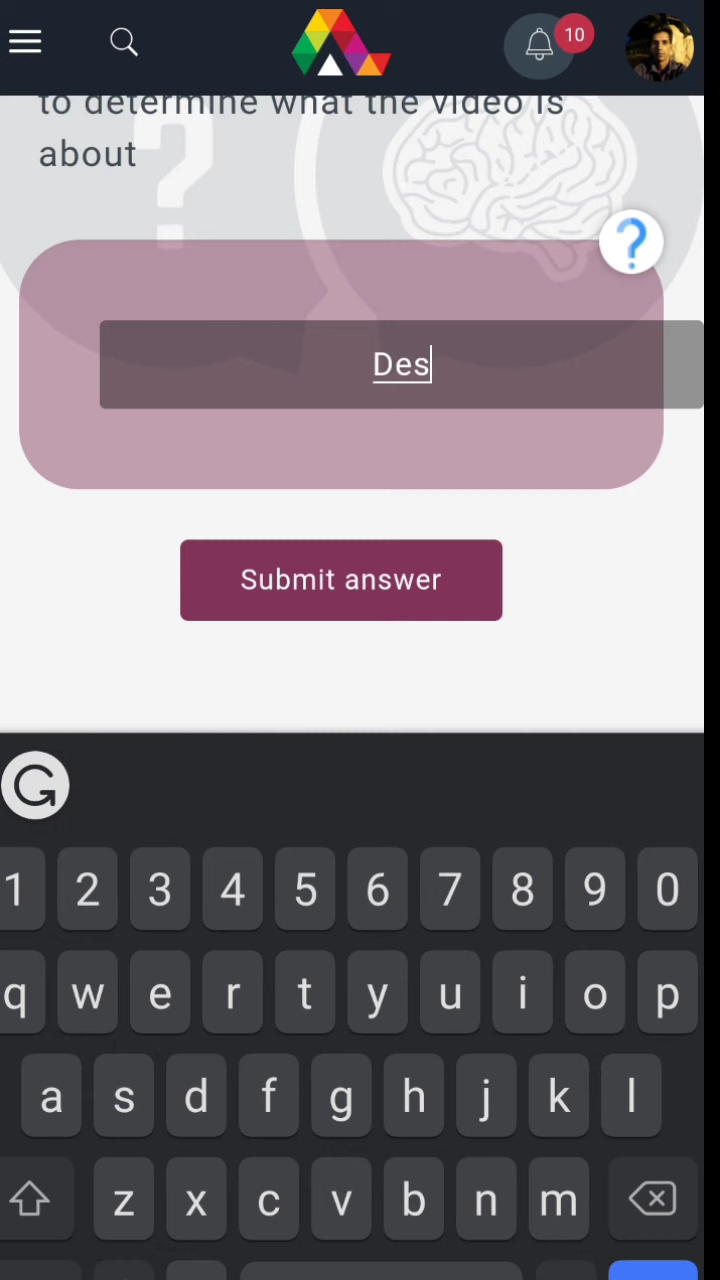 10
to determine what the video is
about
?
?
Des
Submit answer
G
1 2 3 4 5 6 7 8 9 0
q w e r t y u i o p
a s d f g h j k l
z x c v b n m